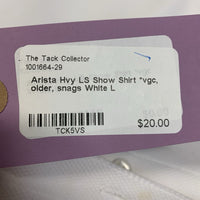 The Tack Collector
1001664-29
Arista Hvy LS Show Shirt *vgc,
older, snags White L
TCK5VS
$20.00